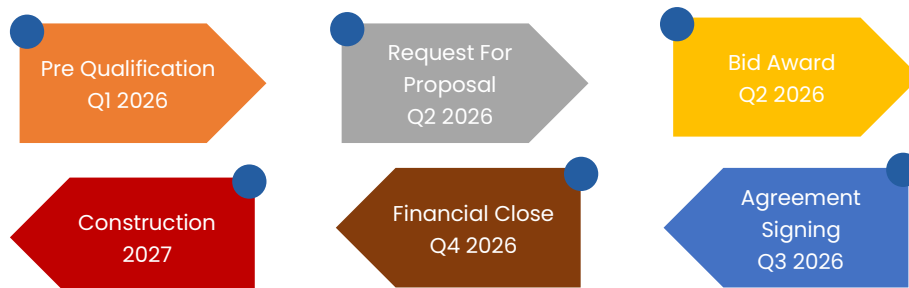 Pre Qualification
Q1 2026
Request For
Proposal
Q2 2026
Bid Award
Q2 2026
Construction
2027
Financial Close
Q4 2026
Agreement
Signing
Q3 2026